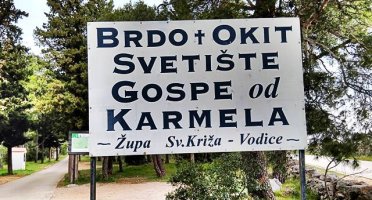 BRDO † OKIT
SVETIŠTE
GOSPE od
KARMELA
~ Župa Sv.Križa - Vodice ~